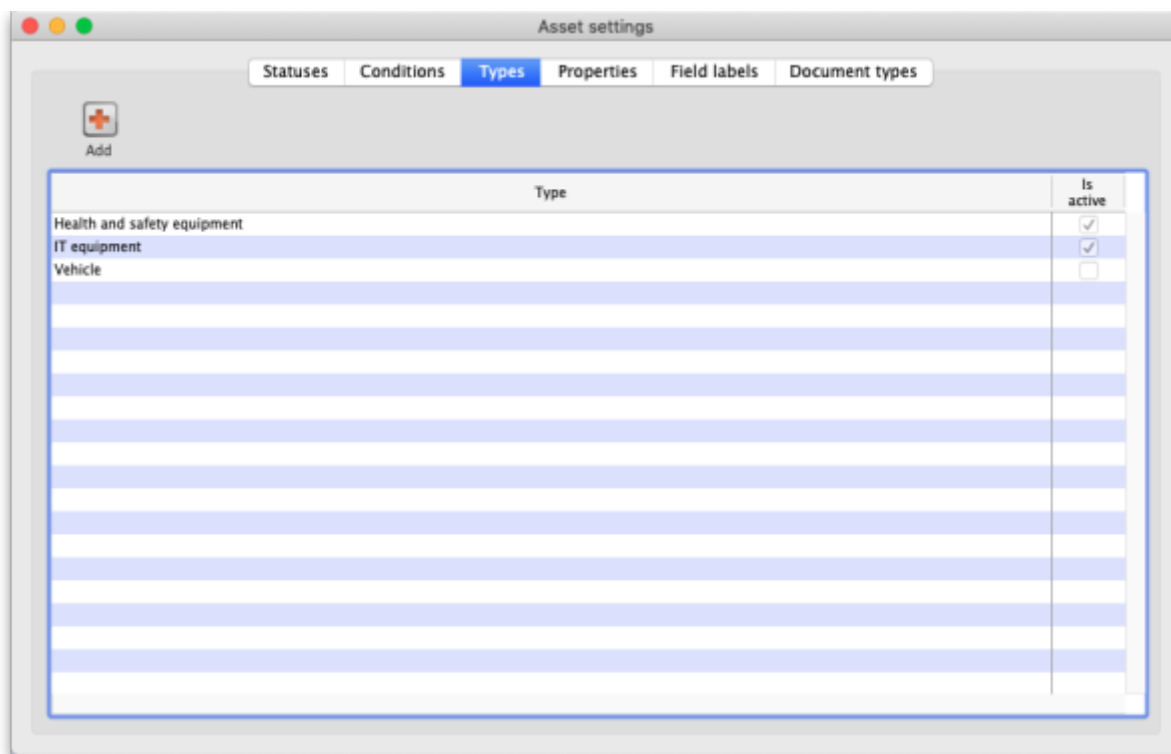 Asset settings
Statuses Conditions Types Properties Field labels Document types
Add
Type
Is
active
Health and safety equipment
IT equipment
Vehicle